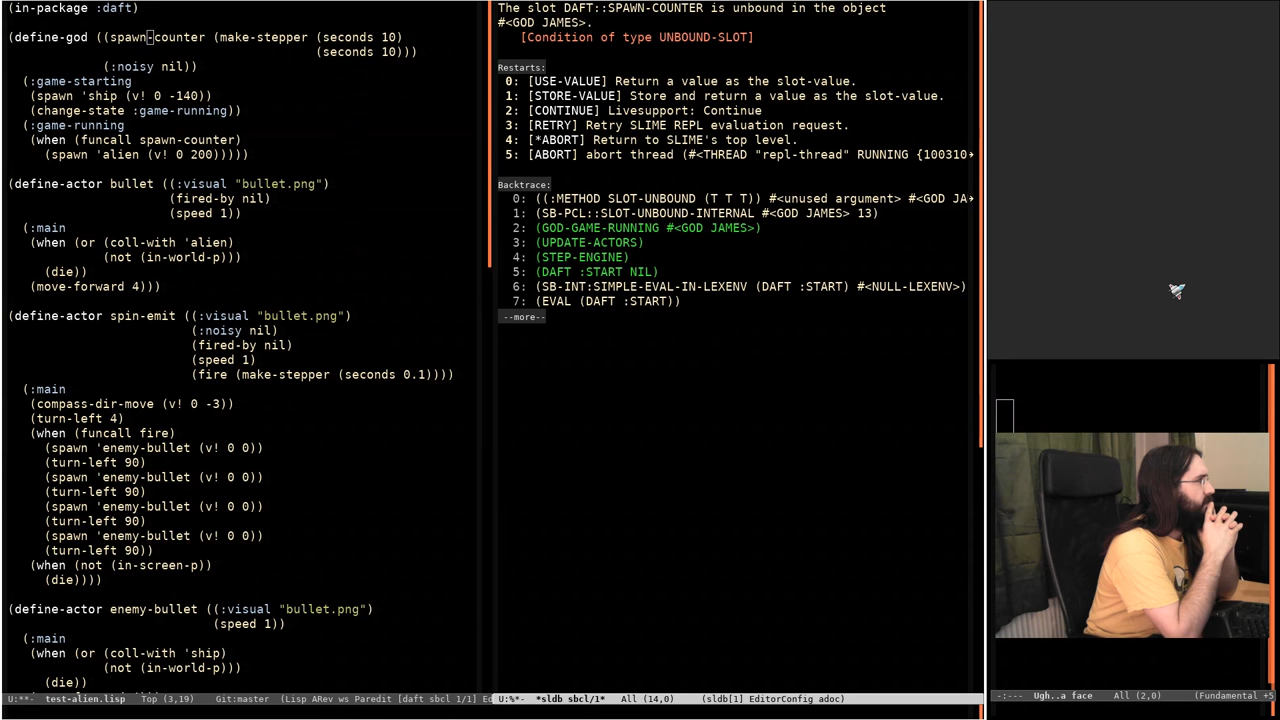 (in-package :daft)
(define-god ((spawn-counter (make-stepper (seconds 10)
(seconds 10)))
(:noisy nil))
(:game-starting
(spawn 'ship (v! 0 -140))
(change-state :game-running))
(:game-running
(when (funcall spawn-counter)
(spawn 'alien (v! 0 200)))))
(define-actor bullet ((:visual "bullet.png")
(fired-by nil)
(speed 1))
(:main
(when (or (coll-with 'alien)
(not (in-world-p)))
(die))
(move-forward 4)))
(define-actor spin-emit ((:visual "bullet.png")
(:noisy nil)
(fired-by nil)
(speed 1)
(fire (make-stepper (seconds 0.1))))
(:main
(compass-dir-move (v! 0 -3))
(turn-left 4)
(when (funcall fire)
(spawn 'enemy-bullet (v! 0 0))
(turn-left 90)
(spawn 'enemy-bullet (v! 0 0))
(turn-left 90)
(spawn 'enemy-bullet (v! 0 0))
(turn-left 90)
(spawn 'enemy-bullet (v! 0 0))
(turn-left 90))
(when (not (in-screen-p))
(die))))
(define-actor enemy-bullet ((:visual "bullet.png")
(speed 1))
(:main
(when (or (coll-with 'ship)
(not (in-world-p)))
(die))
U:**- test-alien.lisp Top (3,19) Git:master (Lisp ARev ws Paredit [daft sbcl 1/1] Ed
The slot DAFT::SPAWN-COUNTER is unbound in the object
#<GOD JAMES>.
[Condition of type UNBOUND-SLOT]
Restarts:
0: [USE-VALUE] Return a value as the slot-value.
1: [STORE-VALUE] Store and return a value as the slot-value.
2: [CONTINUE] Livesupport: Continue
3: [RETRY] Retry SLIME REPL evaluation request.
4: [*ABORT] Return to SLIME's top level.
5: [ABORT] abort thread (#<THREAD "repl-thread" RUNNING {100310→
Backtrace:
0: ((:METHOD SLOT-UNBOUND (T T T)) #<unused argument> #<GOD JA→
1: (SB-PCL::SLOT-UNBOUND-INTERNAL #<GOD JAMES> 13)
2: (GOD-GAME-RUNNING #<GOD JAMES>)
3: (UPDATE-ACTORS)
4: (STEP-ENGINE)
5: (DAFT :START NIL)
6: (SB-INT:SIMPLE-EVAL-IN-LEXENV (DAFT :START) #<NULL-LEXENV>)
7: (EVAL (DAFT :START))
--more--
U:%*- *sldb sbcl/1* All (14,0) (sldb[1] EditorConfig adoc)
-:--- Ugh..a face All (2,0) (Fundamental +5